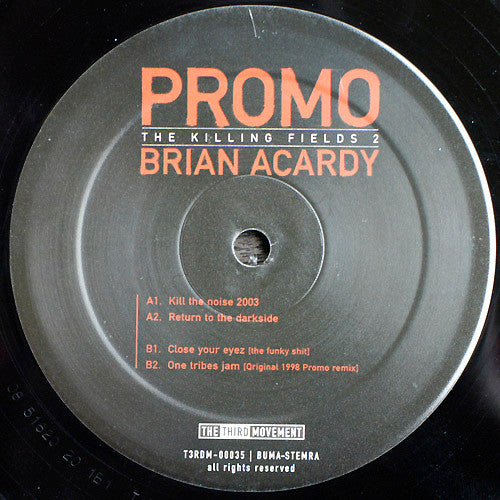 PROMO
THE KILLING FIELDS 2
BRIAN ACARDY
A1. Kill the noise 2003
A2. Return to the darkside
B1. Close your eyez [the funky shit]
B2. One tribes jam [Original 1998 Promo remix]
THE THIRD MOVEMENT
T3RDM-00035 | BUMA-STEMRA
all rights reserved